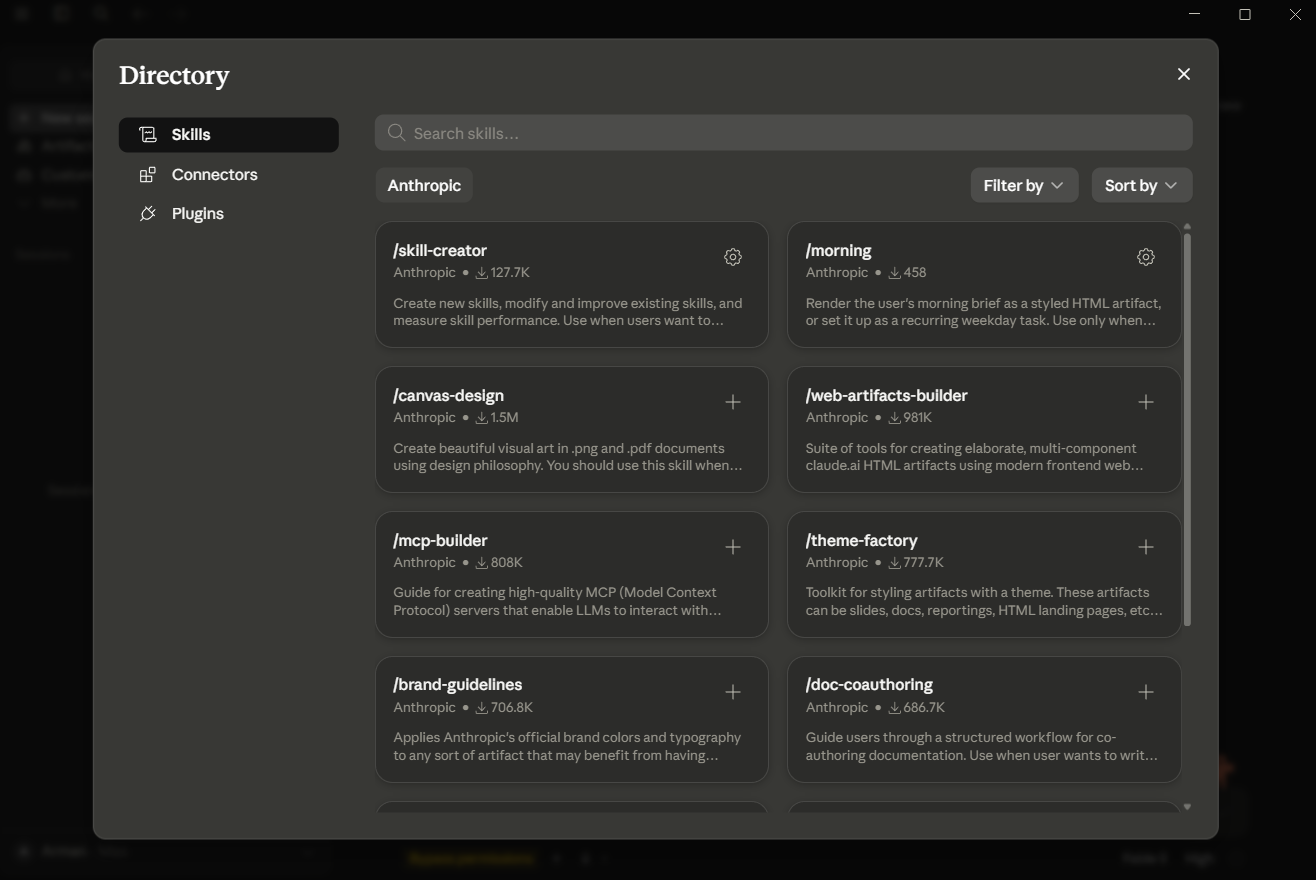 Directory
Skills
Connectors
Plugins
Search skills...
Anthropic
Filter by
Sort by
/skill-creator
Anthropic • 127.7K
Create new skills, modify and improve existing skills, and
measure skill performance. Use when users want to...
/morning
Anthropic • 458
Render the user's morning brief as a styled HTML artifact,
or set it up as a recurring weekday task. Use only when...
/canvas-design
Anthropic • 1.5M
Create beautiful visual art in .png and .pdf documents
using design philosophy. You should use this skill when...
/web-artifacts-builder
Anthropic • 981K
Suite of tools for creating elaborate, multi-component
claude.ai HTML artifacts using modern frontend web...
/mcp-builder
Anthropic • 808K
Guide for creating high-quality MCP (Model Context
Protocol) servers that enable LLMs to interact with...
/theme-factory
Anthropic • 777.7K
Toolkit for styling artifacts with a theme. These artifacts
can be slides, docs, reportings, HTML landing pages, etc...
/brand-guidelines
Anthropic • 706.8K
Applies Anthropic's official brand colors and typography
to any sort of artifact that may benefit from having...
/doc-coauthoring
Anthropic • 686.7K
Guide users through a structured workflow for co-
authoring documentation. Use when user wants to writ...